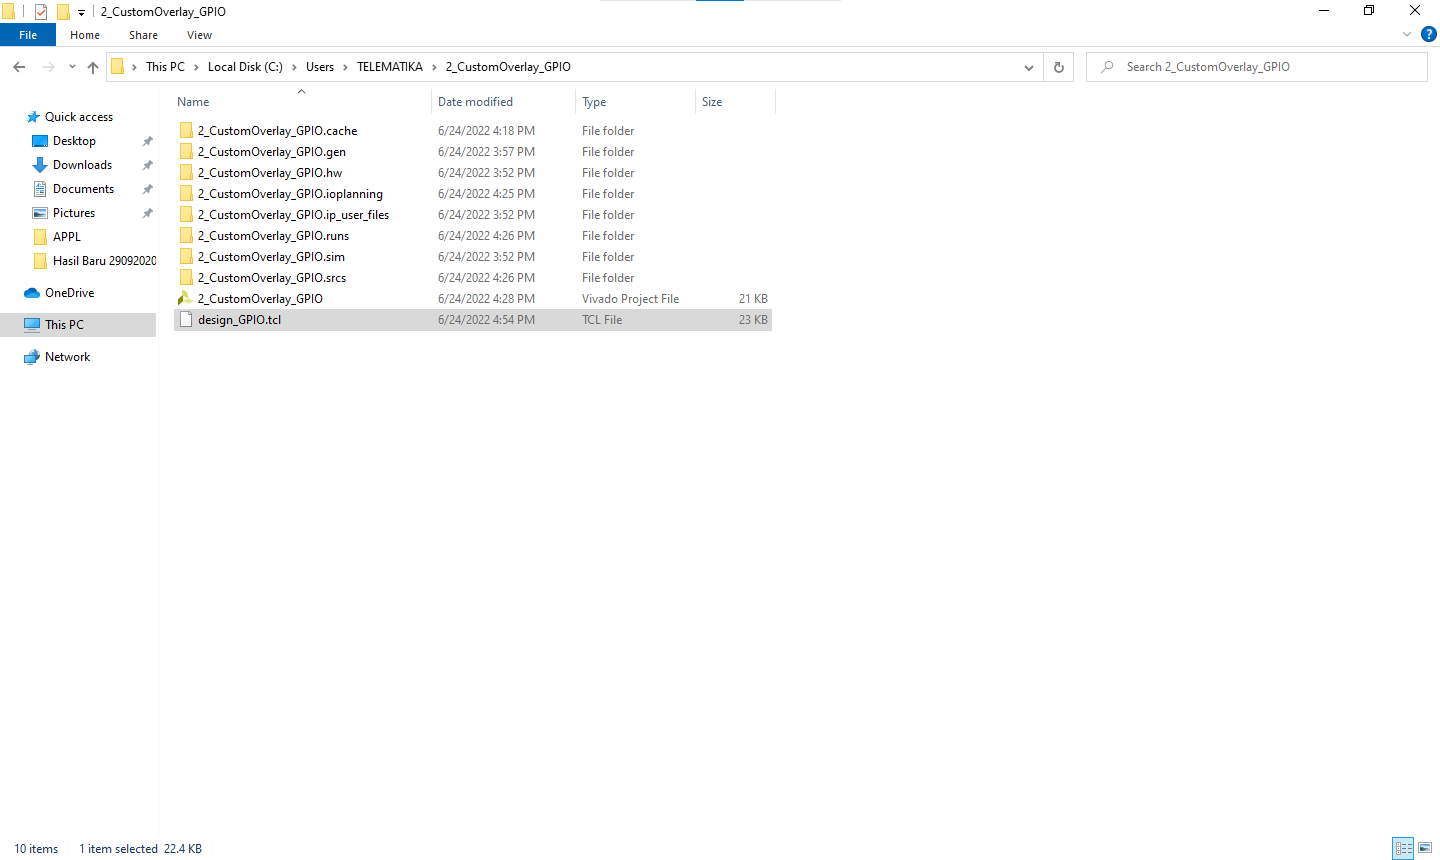 2_CustomOverlay_GPIO
File Home Share View
This PC Local Disk (C:) Users TELEMATIKA 2_CustomOverlay_GPIO Search 2_CustomOverlay_GPIO
Name Date modified Type Size
Quick access
Desktop
Downloads
Documents
Pictures
APPL
Hasil Baru 29092020
OneDrive
This PC
Network
2_CustomOverlay_GPIO.cache 6/24/2022 4:18 PM File folder
2_CustomOverlay_GPIO.gen 6/24/2022 3:57 PM File folder
2_CustomOverlay_GPIO.hw 6/24/2022 3:52 PM File folder
2_CustomOverlay_GPIO.ioplanning 6/24/2022 4:25 PM File folder
2_CustomOverlay_GPIO.ip_user_files 6/24/2022 3:52 PM File folder
2_CustomOverlay_GPIO.runs 6/24/2022 4:26 PM File folder
2_CustomOverlay_GPIO.sim 6/24/2022 3:52 PM File folder
2_CustomOverlay_GPIO.srcs 6/24/2022 4:26 PM File folder
2_CustomOverlay_GPIO 6/24/2022 4:28 PM Vivado Project File 21 KB
design_GPIO.tcl 6/24/2022 4:54 PM TCL File 23 KB
10 items 1 item selected 22.4 KB